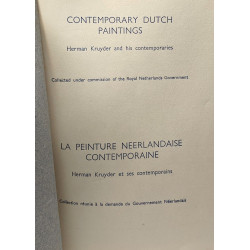 CONTEMPORARY DUTCH
PAINTINGS
Herman Kruyder and his contemporaries
Collected under commission of the Royal Netherlands Government
LA PEINTURE NEERLANDAISE
CONTEMPORAINE
Herman Kruyder et ses contemporains
Collection réunie à la demande du Gouvernement Néerlandais